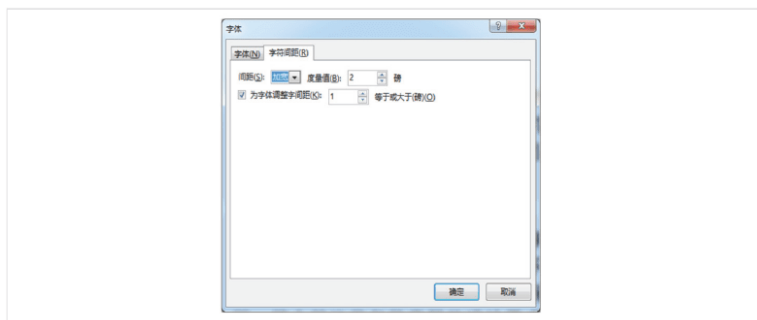 字体
字体(N) 字符间距(R)
间距(S): 加宽 度量值(B): 2 磅
为字体调整字间距(K): 1 等于或大于(磅)(O)
确定 取消